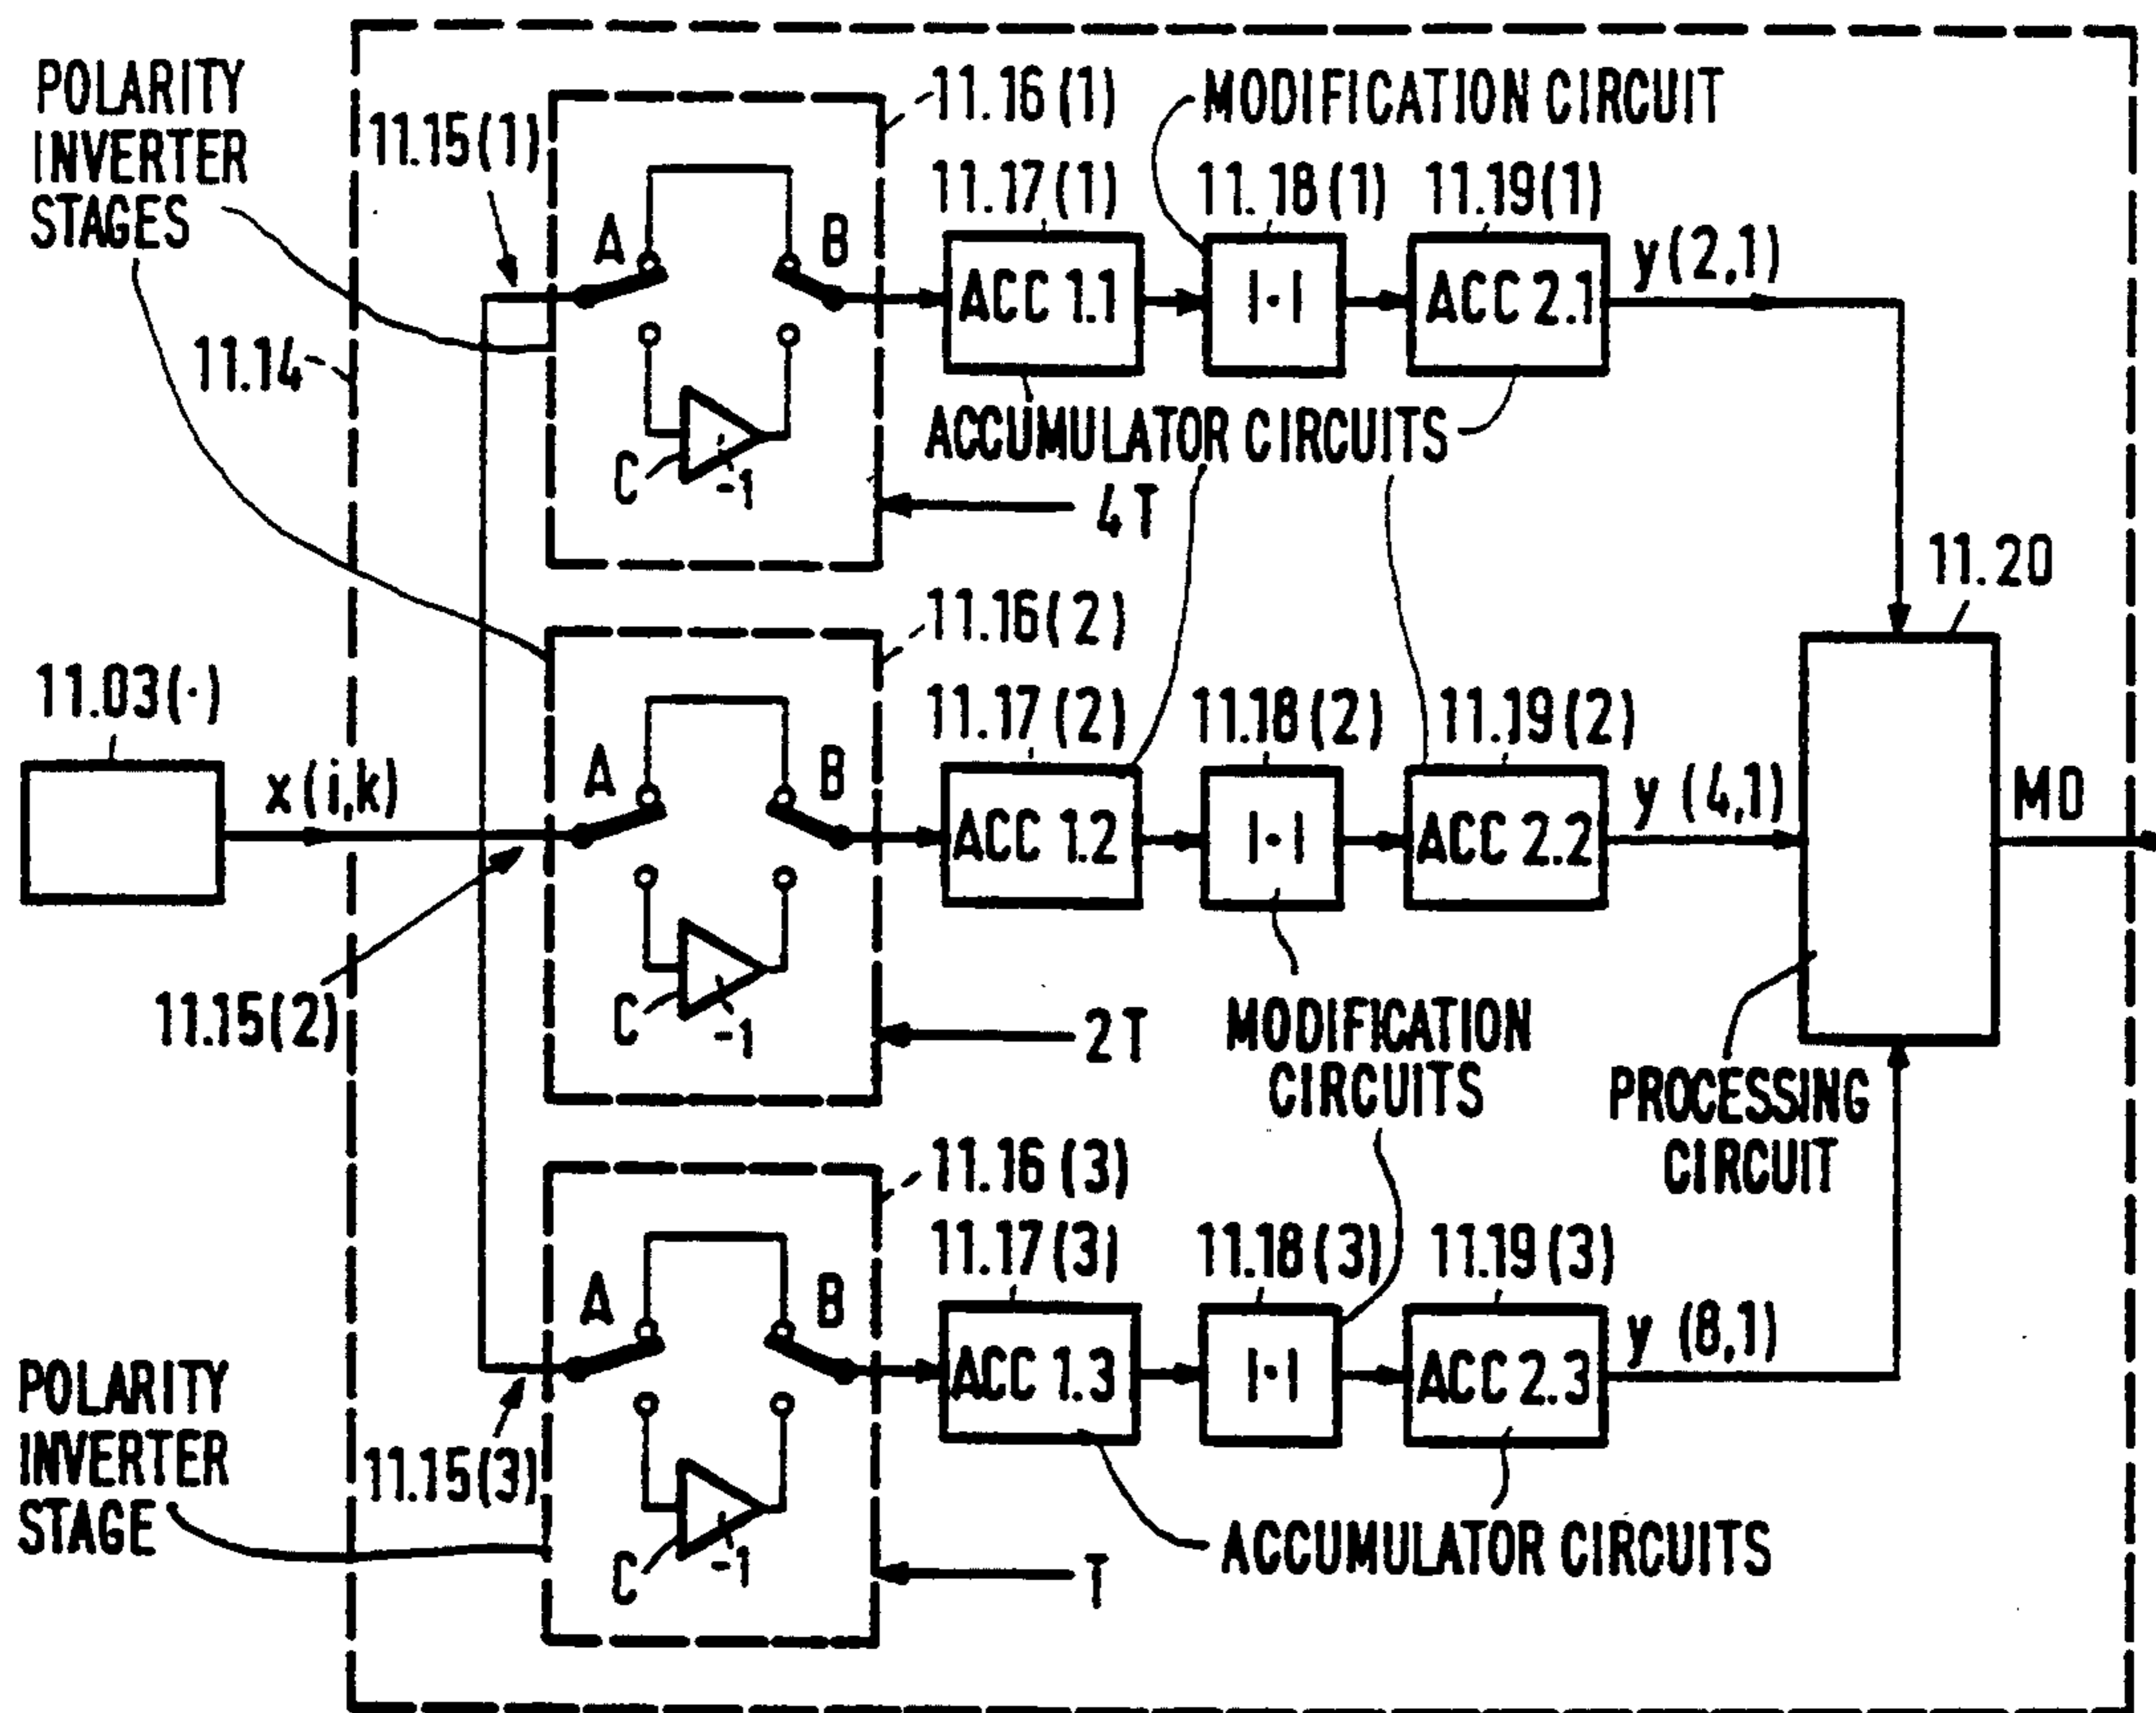 POLARITY
INVERTER
STAGES
11.15(1)
11.16(1)
MODIFICATION CIRCUIT
11.17(1)
11.18(1)
11.19(1)
A
B
ACC 1.1
|·|
ACC 2.1
y(2,1)
11.14
C
-1
ACCUMULATOR CIRCUITS
4T
11.20
11.16(2)
11.03(·)
11.17(2)
11.18(2)
11.19(2)
x(i,k)
A
B
ACC 1.2
|·|
ACC 2.2
y (4,1)
MD
11.15(2)
C
-1
2T
MODIFICATION
CIRCUITS
PROCESSING
CIRCUIT
11.16(3)
11.17(3)
11.18(3)
11.19(3)
A
B
ACC 1.3
|·|
ACC 2.3
y (8,1)
POLARITY
INVERTER
STAGE
11.15(3)
C
-1
T
ACCUMULATOR CIRCUITS